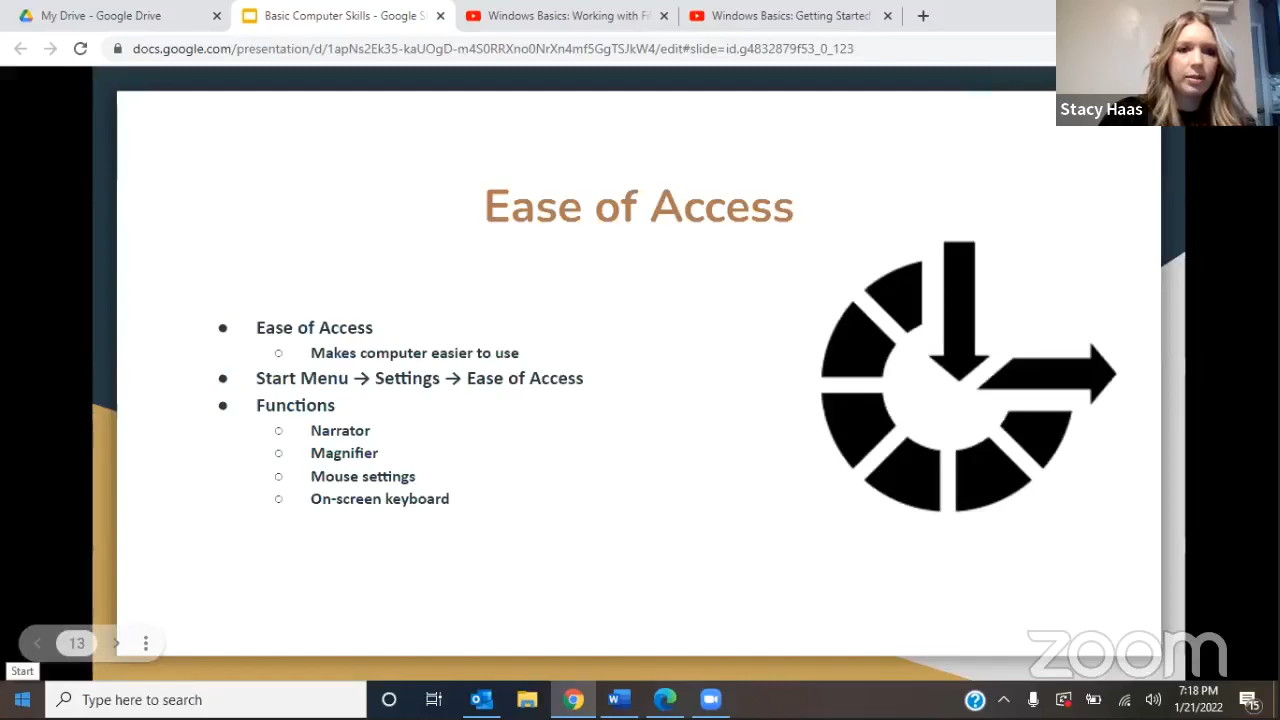 My Drive - Google Drive
Basic Computer Skills - Google S
Windows Basics: Working with Fi
Windows Basics: Getting Started
docs.google.com/presentation/d/1apNs2Ek35-kaUOgD-m4S0RRXno0NrXn4mf5GgTSJkW4/edit#slide=id.g4832879f53_0_123
Stacy Haas
Ease of Access
● Ease of Access
○ Makes computer easier to use
● Start Menu → Settings → Ease of Access
● Functions
○ Narrator
○ Magnifier
○ Mouse settings
○ On-screen keyboard
13
zoom
Start
Type here to search
7:18 PM
1/21/2022
15